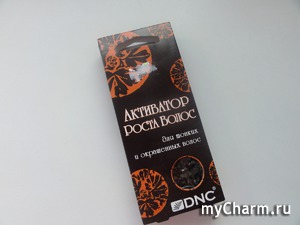 Активатор
Роста Волос
Для тонких
и окрашенных волос
DNC
myCharm.ru